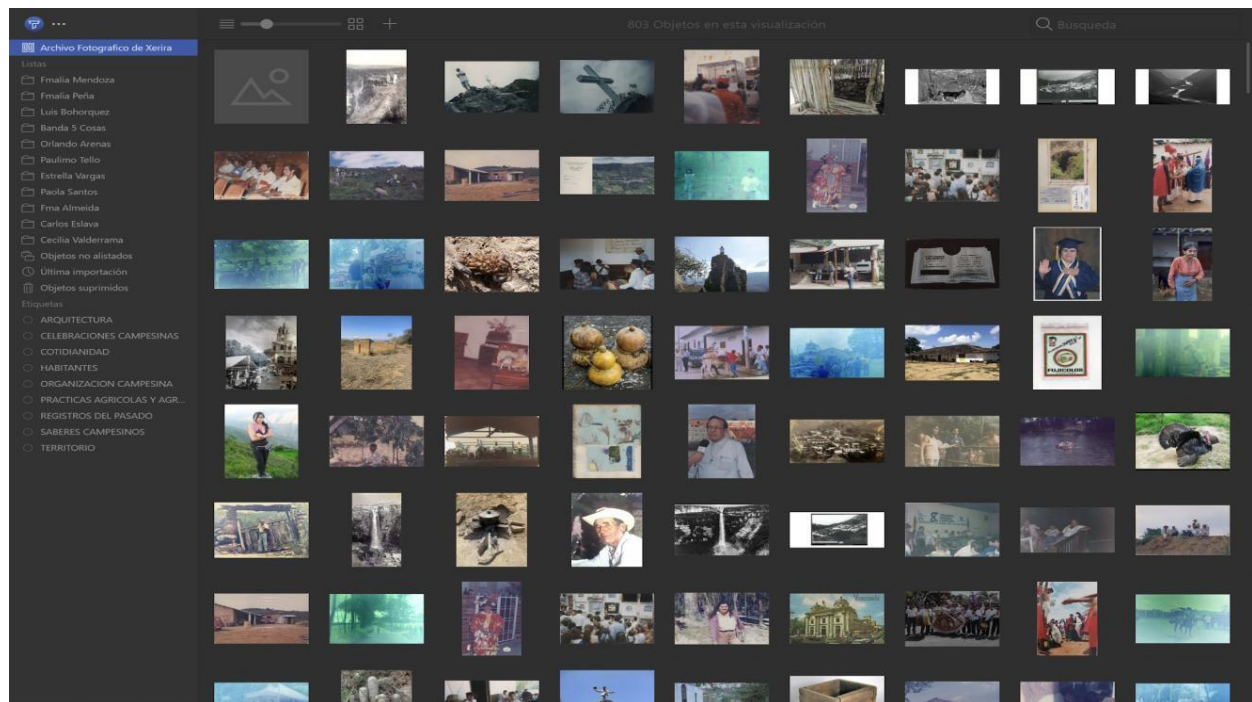 803 Objetos en esta visualización
Búsqueda
Archivo Fotografico de Xerira
Listas
Fmalia Mendoza
Fmalia Peña
Luis Bohorquez
Banda 5 Cosas
Orlando Arenas
Paulimo Tello
Estrella Vargas
Paola Santos
Fma Almeida
Carlos Eslava
Cecilia Valderrama
Objetos no alistados
Última importación
Objetos suprimidos
Etiquetas
ARQUITECTURA
CELEBRACIONES CAMPESINAS
COTIDIANIDAD
HABITANTES
ORGANIZACION CAMPESINA
PRACTICAS AGRICOLAS Y AGR...
REGISTROS DEL PASADO
SABERES CAMPESINOS
TERRITORIO
FUJICOLOR
Venezuela